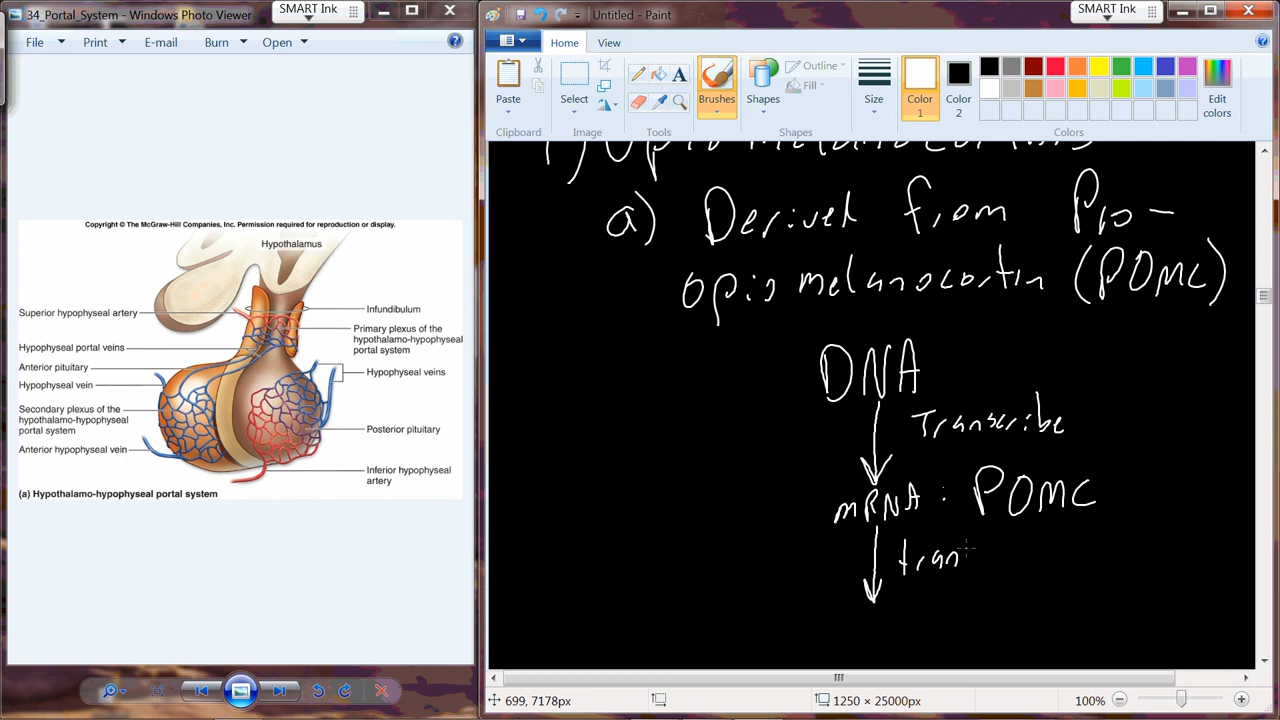 34_Portal_System - Windows Photo Viewer
SMART Ink
File
Print
E-mail
Burn
Open
Copyright © The McGraw-Hill Companies, Inc. Permission required for reproduction or display.
Hypothalamus
Superior hypophyseal artery
Hypophyseal portal veins
Anterior pituitary
Hypophyseal vein
Secondary plexus of the
hypothalamo-hypophyseal
portal system
Anterior hypophyseal vein
Infundibulum
Primary plexus of the
hypothalamo-hypophyseal
portal system
Hypophyseal veins
Posterior pituitary
Inferior hypophyseal
artery
(a) Hypothalamo-hypophyseal portal system
Untitled - Paint
SMART Ink
Home
View
Paste
Select
Brushes
Shapes
Outline
Fill
Size
Color
1
Color
2
Edit
colors
Clipboard
Image
Tools
Shapes
Colors
a) Derived from Pro-
opiomelanocortin (POMC)
DNA
Transcribe
mRNA : POMC
tran
699, 7178px
1250 × 25000px
100%